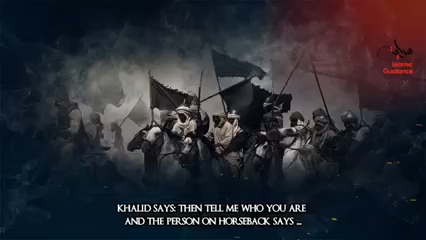 Islamic
Guidance
KHALID SAYS: THEN TELL ME WHO YOU ARE
AND THE PERSON ON HORSEBACK SAYS ...